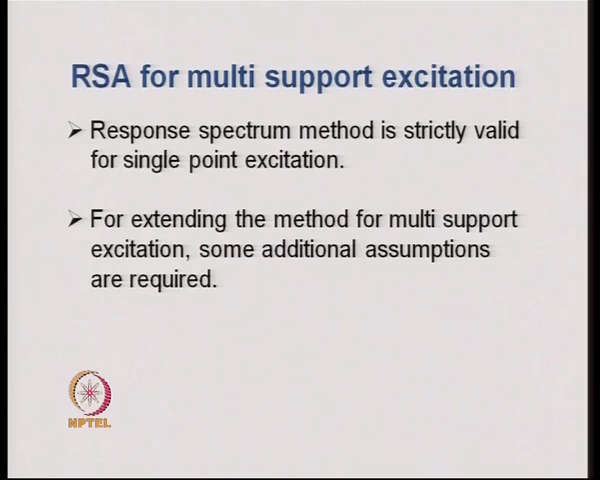 RSA for multi support excitation
➢ Response spectrum method is strictly valid
for single point excitation.
➢ For extending the method for multi support
excitation, some additional assumptions
are required.
NPTEL